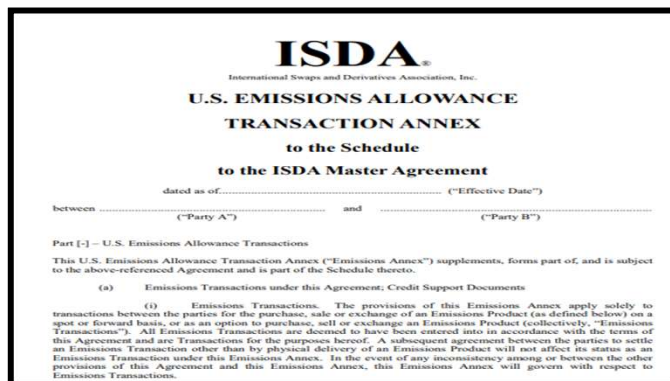 ISDA®
International Swaps and Derivatives Association, Inc.
U.S. EMISSIONS ALLOWANCE
TRANSACTION ANNEX
to the Schedule
to the ISDA Master Agreement
dated as of.......................................................... ("Effective Date")
between ............................................................ and ........................................................................
("Party A") ("Party B")
Part [-] – U.S. Emissions Allowance Transactions
This U.S. Emissions Allowance Transaction Annex ("Emissions Annex") supplements, forms part of, and is subject
to the above-referenced Agreement and is part of the Schedule thereto.
(a) Emissions Transactions under this Agreement; Credit Support Documents
(i) Emissions Transactions. The provisions of this Emissions Annex apply solely to
transactions between the parties for the purchase, sale or exchange of an Emissions Product (as defined below) on a
spot or forward basis, or as an option to purchase, sell or exchange an Emissions Product (collectively, "Emissions
Transactions"). All Emissions Transactions are deemed to have been entered into in accordance with the terms of
this Agreement and are Transactions for the purposes hereof. A subsequent agreement between the parties to settle
an Emissions Transaction other than by physical delivery of an Emissions Product will not affect its status as an
Emissions Transaction under this Emissions Annex. In the event of any inconsistency among or between the other
provisions of this Agreement and this Emissions Annex, this Emissions Annex will govern with respect to
Emissions Transactions.